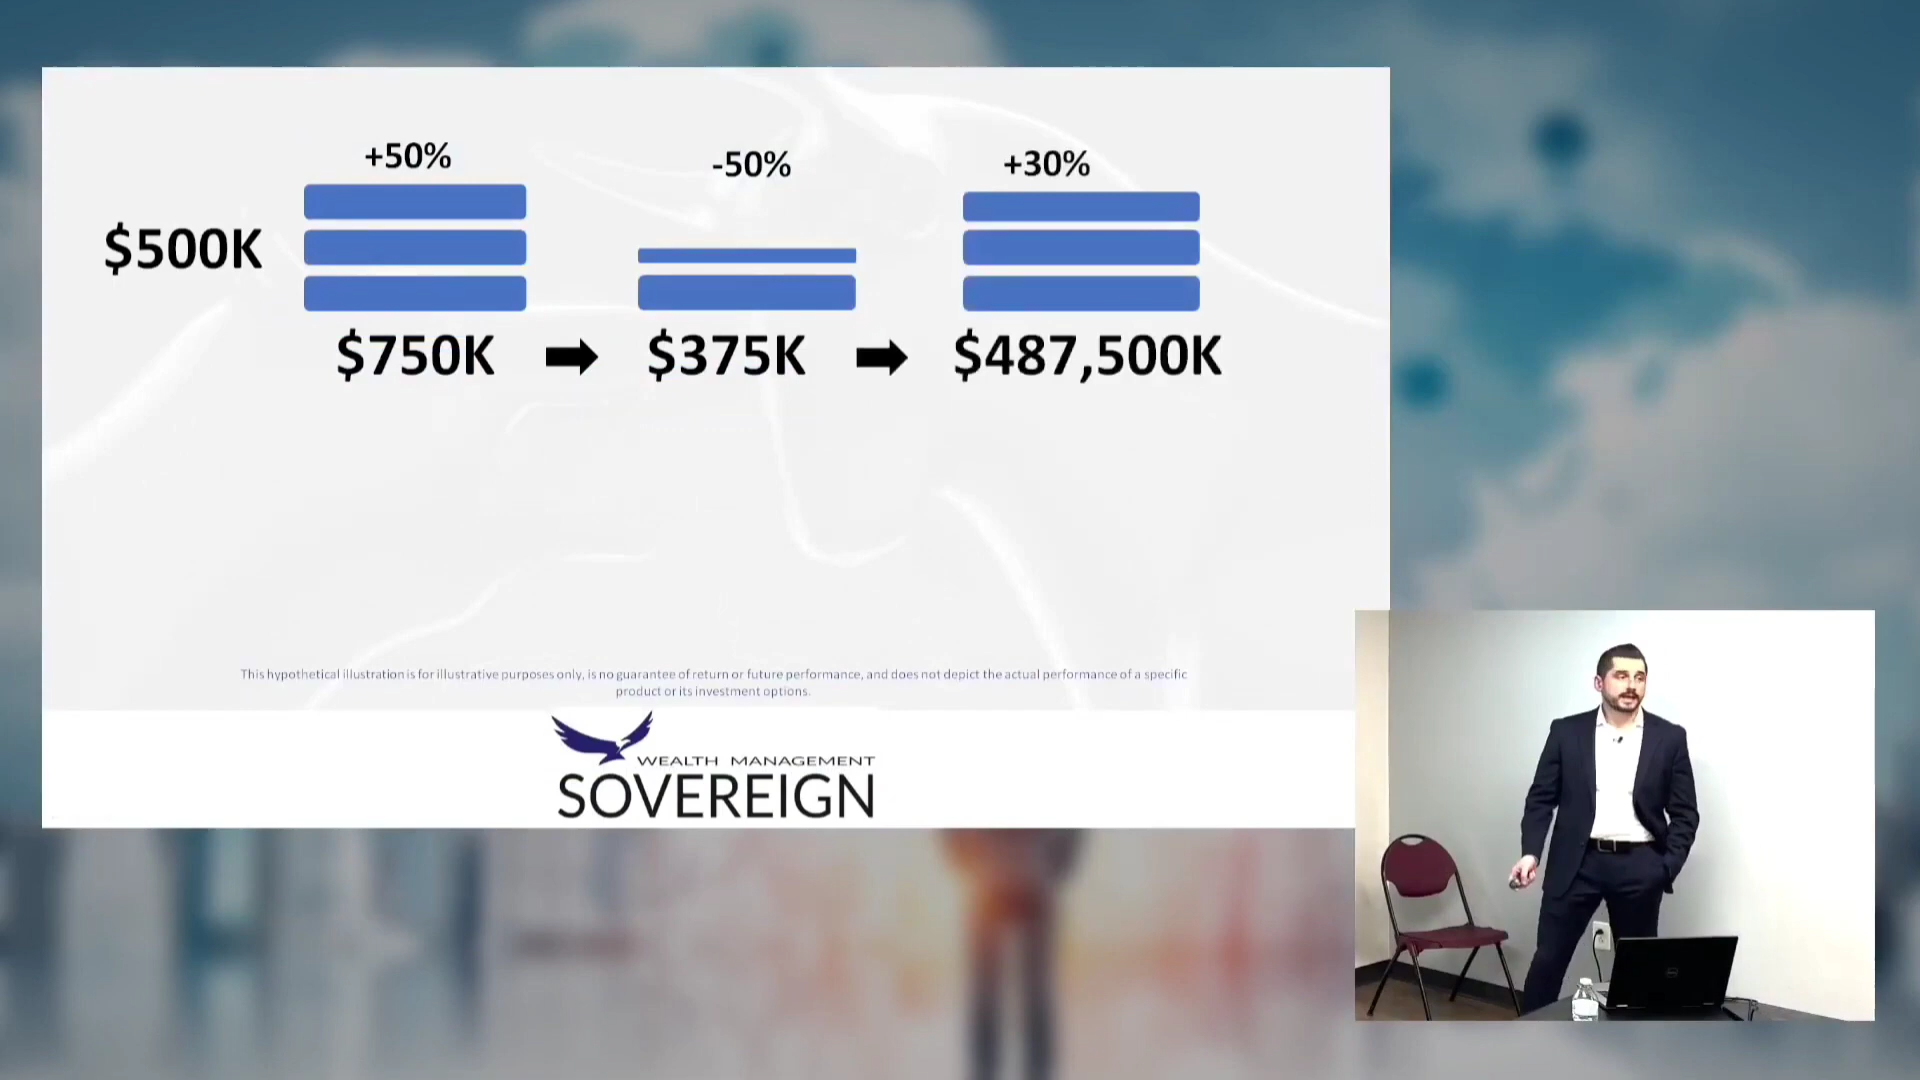 +50%
-50%
+30%
$500K
$750K
$375K
$487,500K
This hypothetical illustration is for illustrative purposes only, is no guarantee of return or future performance, and does not depict the actual performance of a specific
product or its investment options.
WEALTH MANAGEMENT
SOVEREIGN